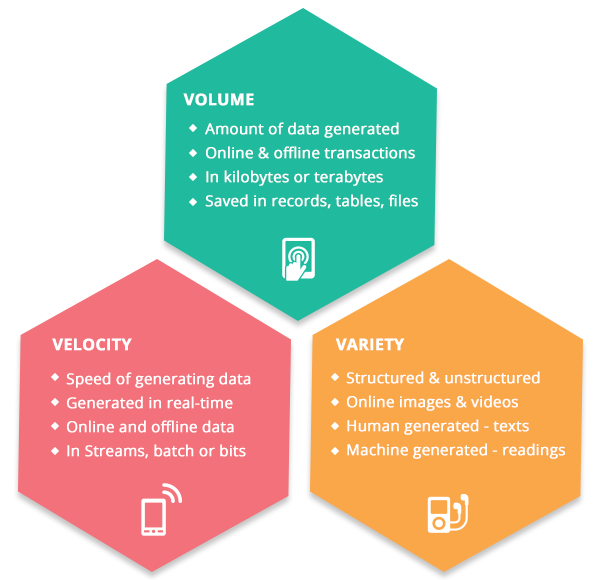 VOLUME
Amount of data generated
Online & offline transactions
In kilobytes or terabytes
Saved in records, tables, files
VELOCITY
Speed of generating data
Generated in real-time
Online and offline data
In Streams, batch or bits
VARIETY
Structured & unstructured
Online images & videos
Human generated - texts
Machine generated - readings